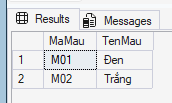 Results Messages
MaMau TenMau
1 M01 Đen
2 M02 Trắng